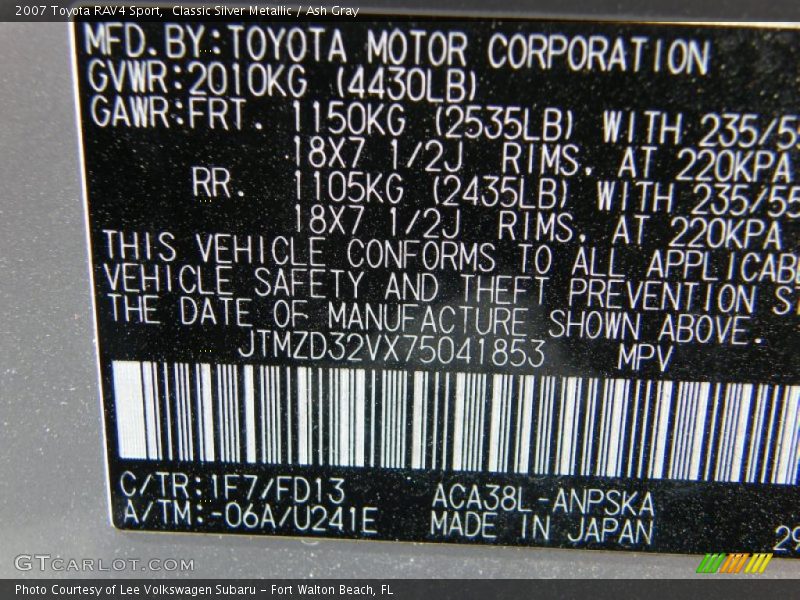 2007 Toyota RAV4 Sport,  Classic Silver Metallic / Ash Gray
MFD.BY:TOYOTA MOTOR CORPORATION
GVWR:2010KG (4430LB)
GAWR:FRT. 1150KG (2535LB) WITH 235/55
18X7 1/2J RIMS, AT 220KPA
RR. 1105KG (2435LB) WITH 235/55
18X7 1/2J RIMS, AT 220KPA
THIS VEHICLE CONFORMS TO ALL APPLICAB
VEHICLE SAFETY AND THEFT PREVENTION ST
THE DATE OF MANUFACTURE SHOWN ABOVE.
JTMZD32VX75041853 MPV
C/TR:1F7/FD13 ACA38L-ANPSKA
A/TM:-06A/U241E MADE IN JAPAN
29
GTCARLOT.COM
Photo Courtesy of Lee Volkswagen Subaru – Fort Walton Beach, FL